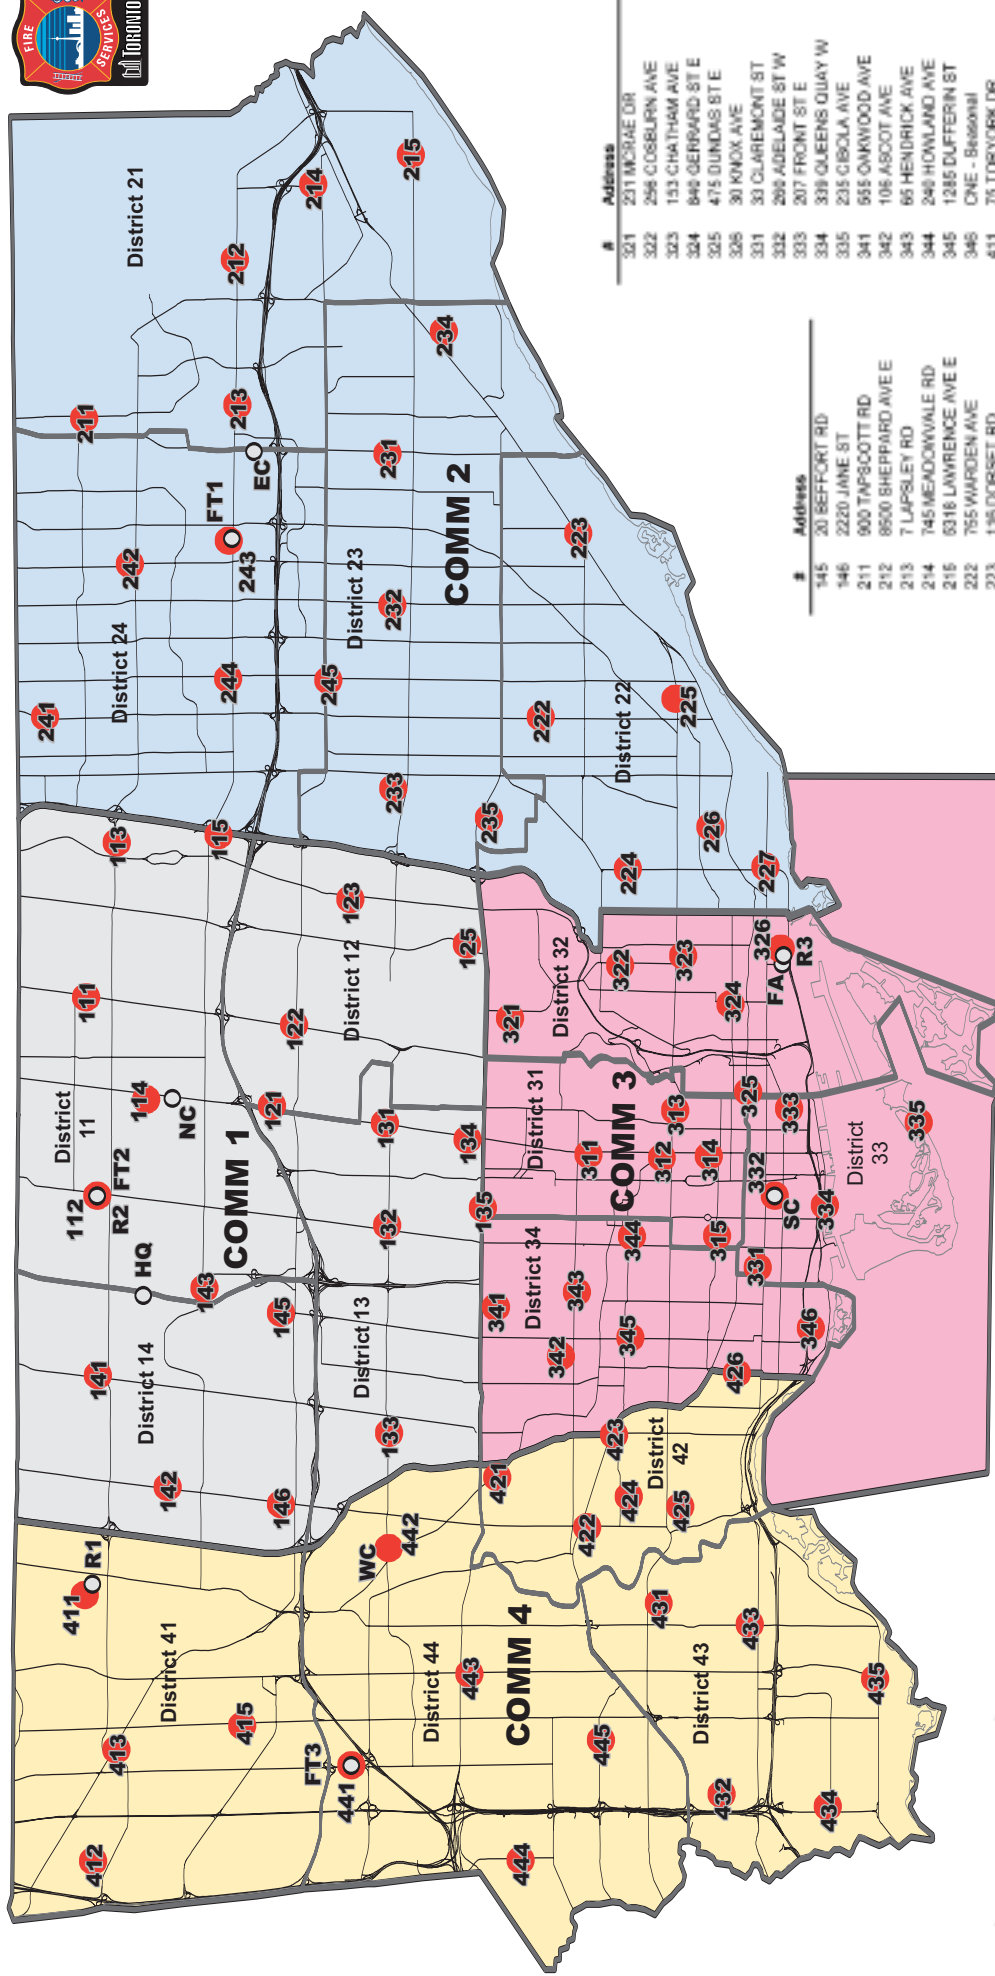 FIRE
SERVICES
TORONTO
COMM 1
COMM 2
COMM 3
COMM 4
District 41
412
413
415
411
R1
District 44
FT3
441
442
WC
443
444
445
District 43
431
432
433
434
435
District
42
421
422
423
424
425
426
District 14
141
142
143
145
146
HQ
District 13
131
132
133
134
135
District
11
111
112
R2
FT2
113
114
NC
115
District 12
121
122
123
125
District 34
341
342
343
344
345
346
District 31
311
312
313
314
315
District 32
321
322
323
324
325
326
FA
R3
District
33
331
332
SC
333
334
335
District 24
241
242
243
FT1
244
245
EC
District 21
211
212
213
214
215
District 23
231
232
233
234
235
District 22
222
223
224
225
226
227
# Address
145 20 BEFFORT RD
146 2220 JANE ST
211 900 TAPSCOTT RD
212 8500 SHEPPARD AVE E
213 7 LAPSLEY RD
214 745 MEADOWVALE RD
215 5318 LAWRENCE AVE E
222 755 WARDEN AVE
# Address
321 231 MCRAE DR
322 256 COSBURN AVE
323 153 CHATHAM AVE
324 840 GERRARD ST E
325 475 DUNDAS ST E
326 30 KNOX AVE
331 33 CLAREMONT ST
332 260 ADELAIDE ST W
333 207 FRONT ST E
334 339 QUEENS QUAY W
335 235 CIBOLA AVE
341 555 OAKWOOD AVE
342 106 ASCOT AVE
343 65 HENDRICK AVE
344 240 HOWLAND AVE
345 1285 DUFFERIN ST
346 CNE - Seasonal
411 75 TORYORK DR